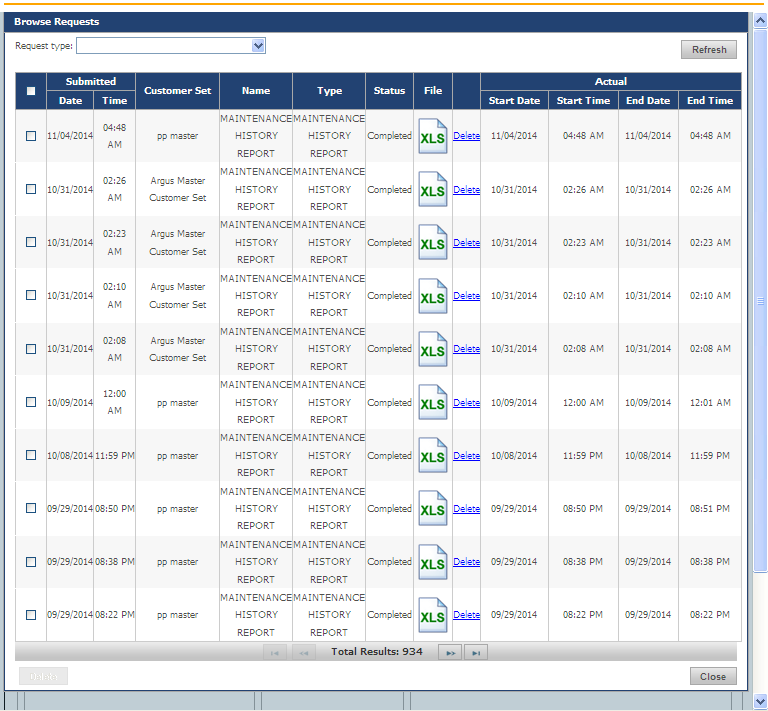 Browse Requests
Request type:
Refresh
Submitted Actual
Date Time Customer Set Name Type Status File Start Date Start Time End Date End Time
11/04/2014 04:48 AM pp master MAINTENANCE HISTORY REPORT MAINTENANCE HISTORY REPORT Completed XLS Delete 11/04/2014 04:48 AM 11/04/2014 04:48 AM
10/31/2014 02:26 AM Argus Master Customer Set MAINTENANCE HISTORY REPORT MAINTENANCE HISTORY REPORT Completed XLS Delete 10/31/2014 02:26 AM 10/31/2014 02:26 AM
10/31/2014 02:23 AM Argus Master Customer Set MAINTENANCE HISTORY REPORT MAINTENANCE HISTORY REPORT Completed XLS Delete 10/31/2014 02:23 AM 10/31/2014 02:23 AM
10/31/2014 02:10 AM Argus Master Customer Set MAINTENANCE HISTORY REPORT MAINTENANCE HISTORY REPORT Completed XLS Delete 10/31/2014 02:10 AM 10/31/2014 02:10 AM
10/31/2014 02:08 AM Argus Master Customer Set MAINTENANCE HISTORY REPORT MAINTENANCE HISTORY REPORT Completed XLS Delete 10/31/2014 02:08 AM 10/31/2014 02:08 AM
10/09/2014 12:00 AM pp master MAINTENANCE HISTORY REPORT MAINTENANCE HISTORY REPORT Completed XLS Delete 10/09/2014 12:00 AM 10/09/2014 12:01 AM
10/08/2014 11:59 PM pp master MAINTENANCE HISTORY REPORT MAINTENANCE HISTORY REPORT Completed XLS Delete 10/08/2014 11:59 PM 10/08/2014 11:59 PM
09/29/2014 08:50 PM pp master MAINTENANCE HISTORY REPORT MAINTENANCE HISTORY REPORT Completed XLS Delete 09/29/2014 08:50 PM 09/29/2014 08:51 PM
09/29/2014 08:38 PM pp master MAINTENANCE HISTORY REPORT MAINTENANCE HISTORY REPORT Completed XLS Delete 09/29/2014 08:38 PM 09/29/2014 08:38 PM
09/29/2014 08:22 PM pp master MAINTENANCE HISTORY REPORT MAINTENANCE HISTORY REPORT Completed XLS Delete 09/29/2014 08:22 PM 09/29/2014 08:22 PM
Total Results: 934
Delete Close